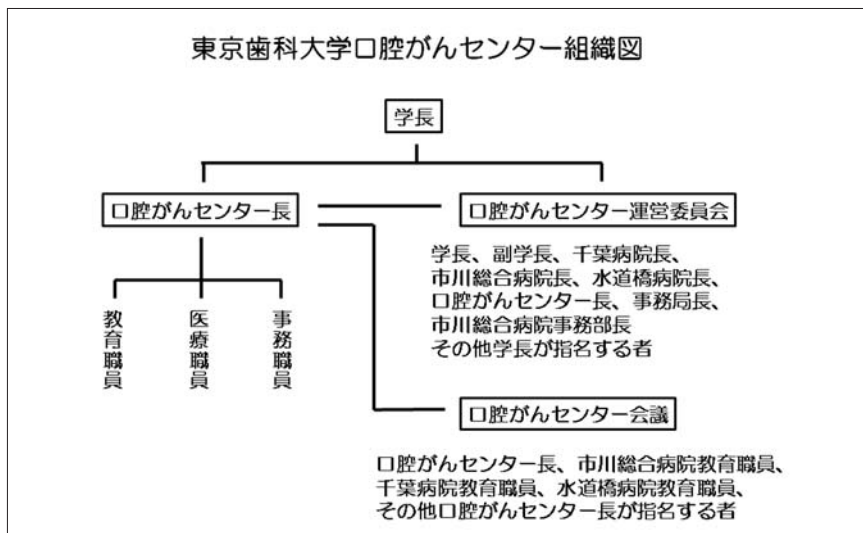 東京歯科大学口腔がんセンター組織図
学長
口腔がんセンター長
口腔がんセンター運営委員会
学長、副学長、千葉病院長、
市川総合病院長、水道橋病院長、
口腔がんセンター長、事務局長、
市川総合病院事務部長
その他学長が指名する者
教育職員
医療職員
事務職員
口腔がんセンター会議
口腔がんセンター長、市川総合病院教育職員、
千葉病院教育職員、水道橋病院教育職員、
その他口腔がんセンター長が指名する者